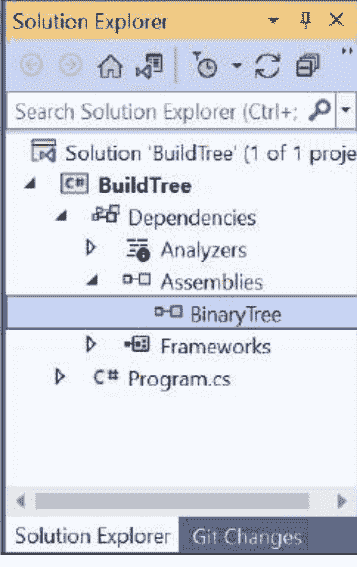 Solution Explorer
Search Solution Explorer (Ctrl+;
Solution 'BuildTree' (1 of 1 proje
C# BuildTree
Dependencies
Analyzers
Assemblies
BinaryTree
Frameworks
C# Program.cs
Solution Explorer Git Changes